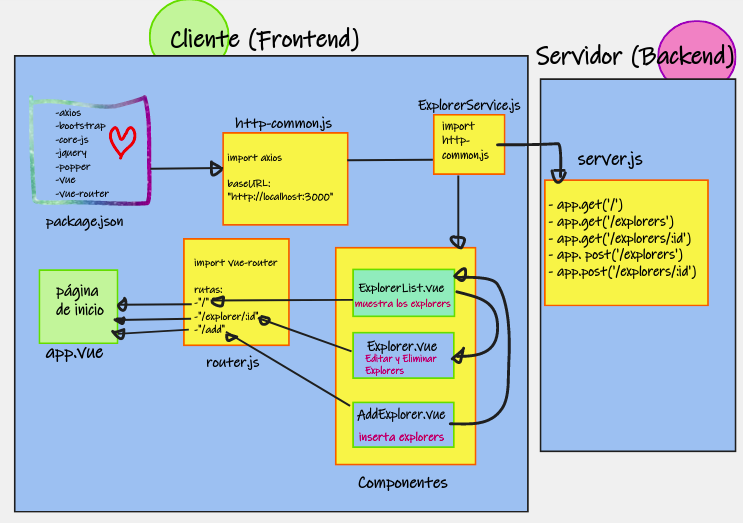 Cliente (Frontend)
Servidor (Backend)
-axios
-bootstrap
-core-js
-jquery
-popper
-vue
-vue-router
package.json
http-common.js
import axios
baseURL:
"http://localhost:3000"
ExplorerService.js
import
http-
common.js
server.js
- app.get('/')
- app.get('/explorers')
- app.get('/explorers/:id')
- app. post('/explorers')
- app.post('/explorers/:id')
página
de inicio
app.vue
import vue-router
rutas:
-"/"
-"/explorer/:id"
-"/add"
router.js
ExplorerList.vue
muestra los explorers
Explorer.vue
Editar y Eliminar
Explorers
AddExplorer.vue
inserta explorers
Componentes